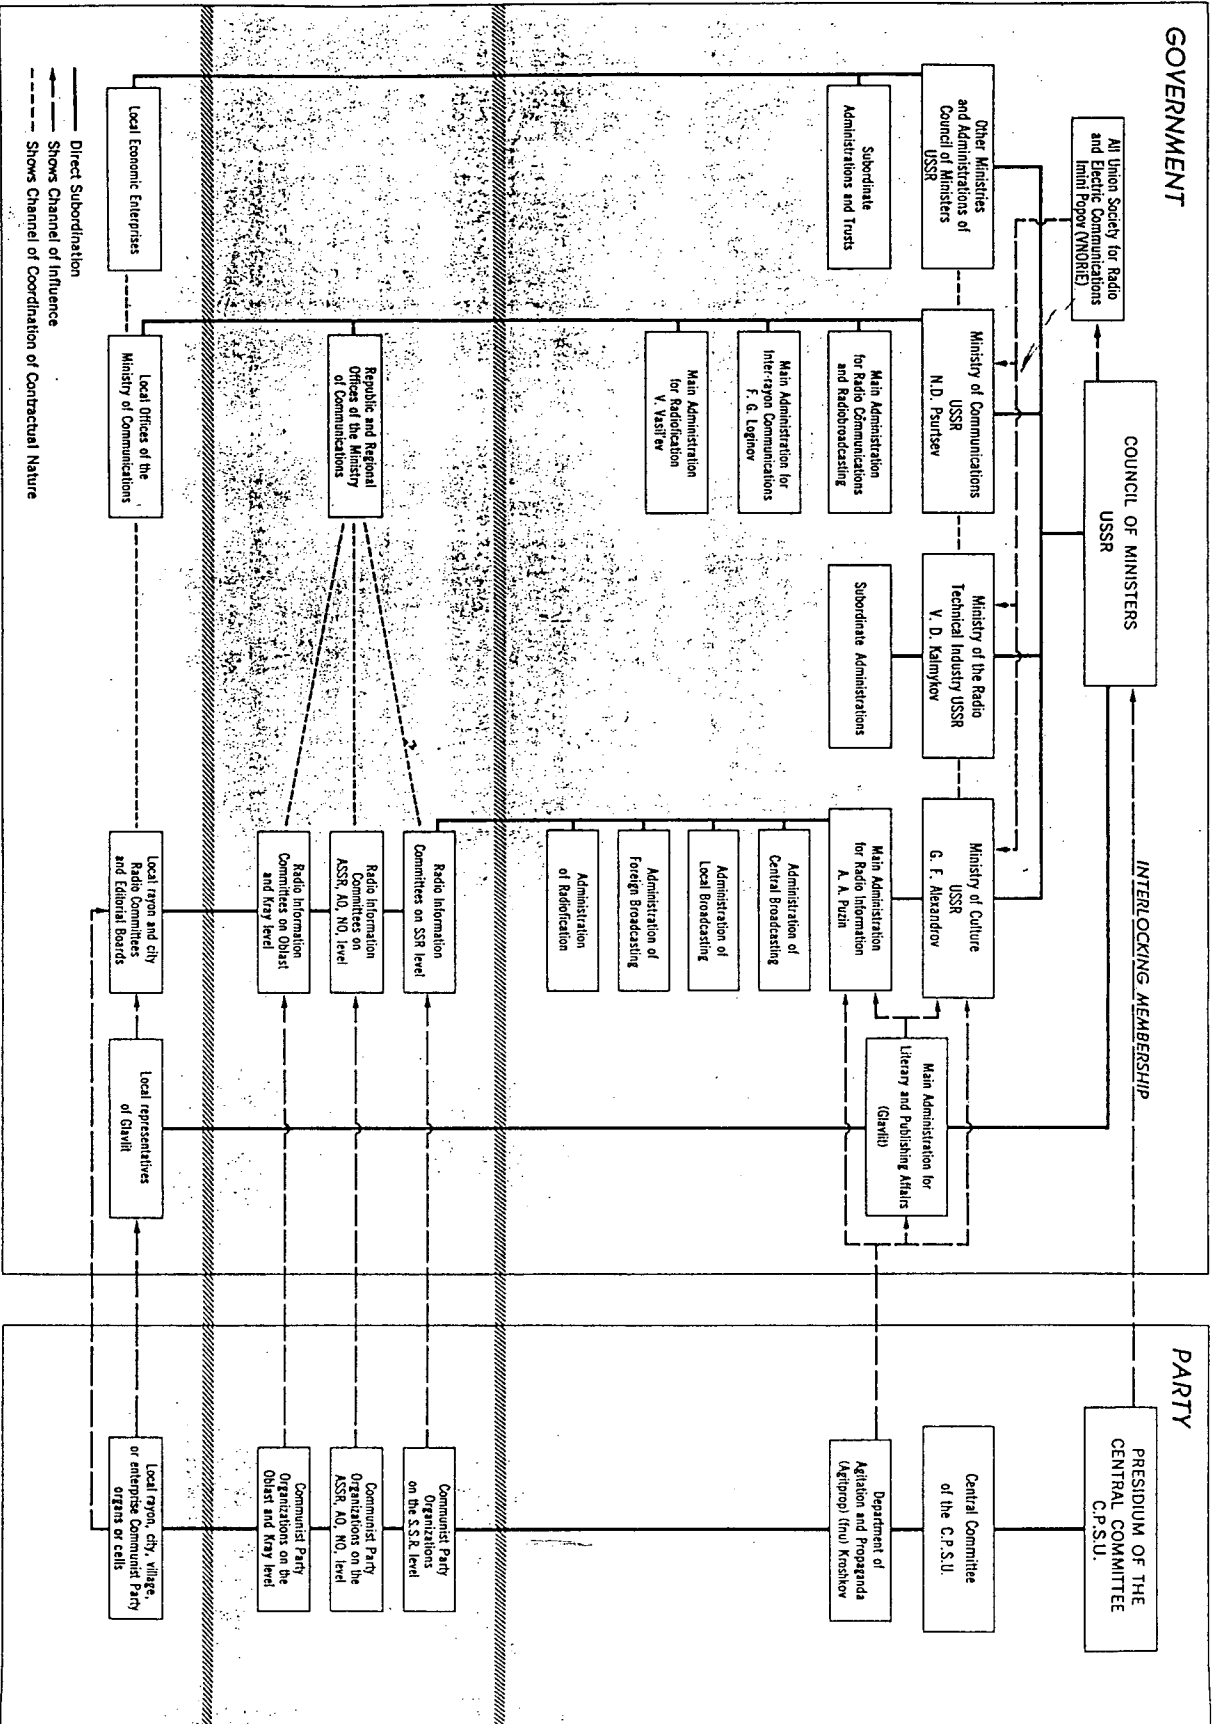 GOVERNMENT
PARTY
COUNCIL OF MINISTERS
USSR
INTERLOCKING MEMBERSHIP
PRESIDIUM OF THE
CENTRAL COMMITTEE
C.P.S.U.
All Union Society for Radio
and Electric Communications
Imini Popov (VNORiE)
Other Ministries
and Administrations of
Council of Ministers
USSR
Ministry of Communications
USSR
N.D. Psurtsev
Ministry of the Radio
Technical Industry USSR
V. D. Kalmykov
Ministry of Culture
USSR
G. F. Alexandrov
Central Committee
of the C.P.S.U.
Subordinate
Administrations and Trusts
Main Administration
for Radio Communications
and Radiobroadcasting
Subordinate Administrations
Main Administration
for Radio Information
A. A. Puzin
Main Administration for
Literary and Publishing Affairs
(Glavlit)
Department of
Agitation and Propaganda
(Agitprop) (fnu) Kroshkov
Main Administration for
Inter-rayon Communications
F. G. Loginov
Administration of
Central Broadcasting
Main Administration
for Radiofication
V. Vasil'ev
Administration of
Local Broadcasting
Administration of
Foreign Broadcasting
Administration
of Radiofication
Republic and Regional
Offices of the Ministry
of Communications
Radio Information
Committees on SSR level
Communist Party
Organizations
on the S.S.R. level
Radio Information
Committees on
ASSR, AO, NO, level
Communist Party
Organizations on the
ASSR, AO, NO, level
Radio Information
Committees on Oblast
and Kray level
Communist Party
Organizations on the
Oblast and Kray level
Local Economic Enterprises
Local Offices of the
Ministry of Communications
Local rayon and city
Radio Committees
and Editorial Boards
Local representatives
of Glavlit
Local rayon, city, village,
or enterprise Communist Party
organs or cells
Direct Subordination
Shows Channel of Influence
Shows Channel of Coordination of Contractual Nature